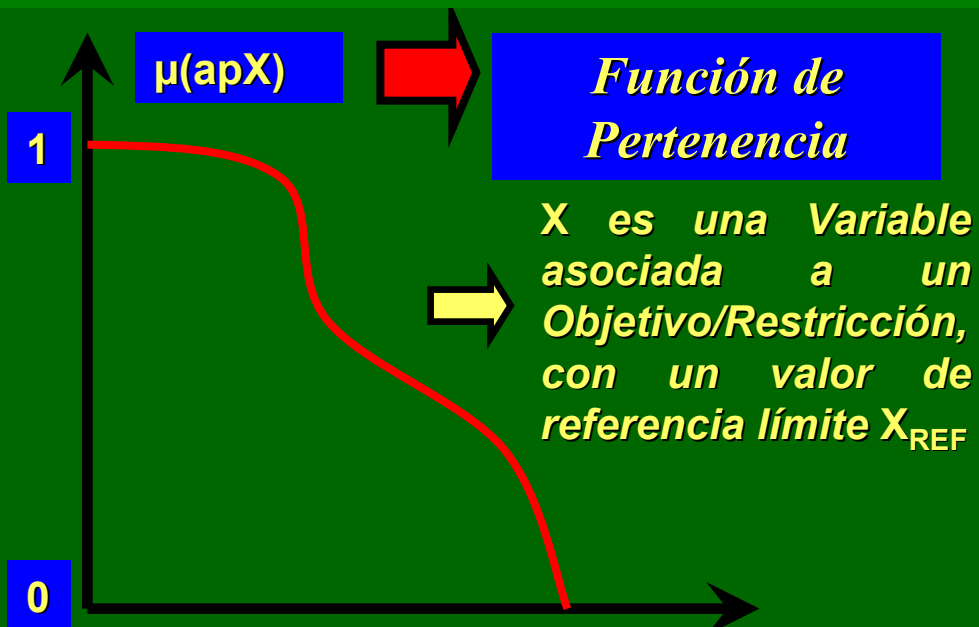 µ(apX)
Función de
Pertenencia
1
X es una Variable
asociada a un
Objetivo/Restricción,
con un valor de
referencia límite X_REF
0